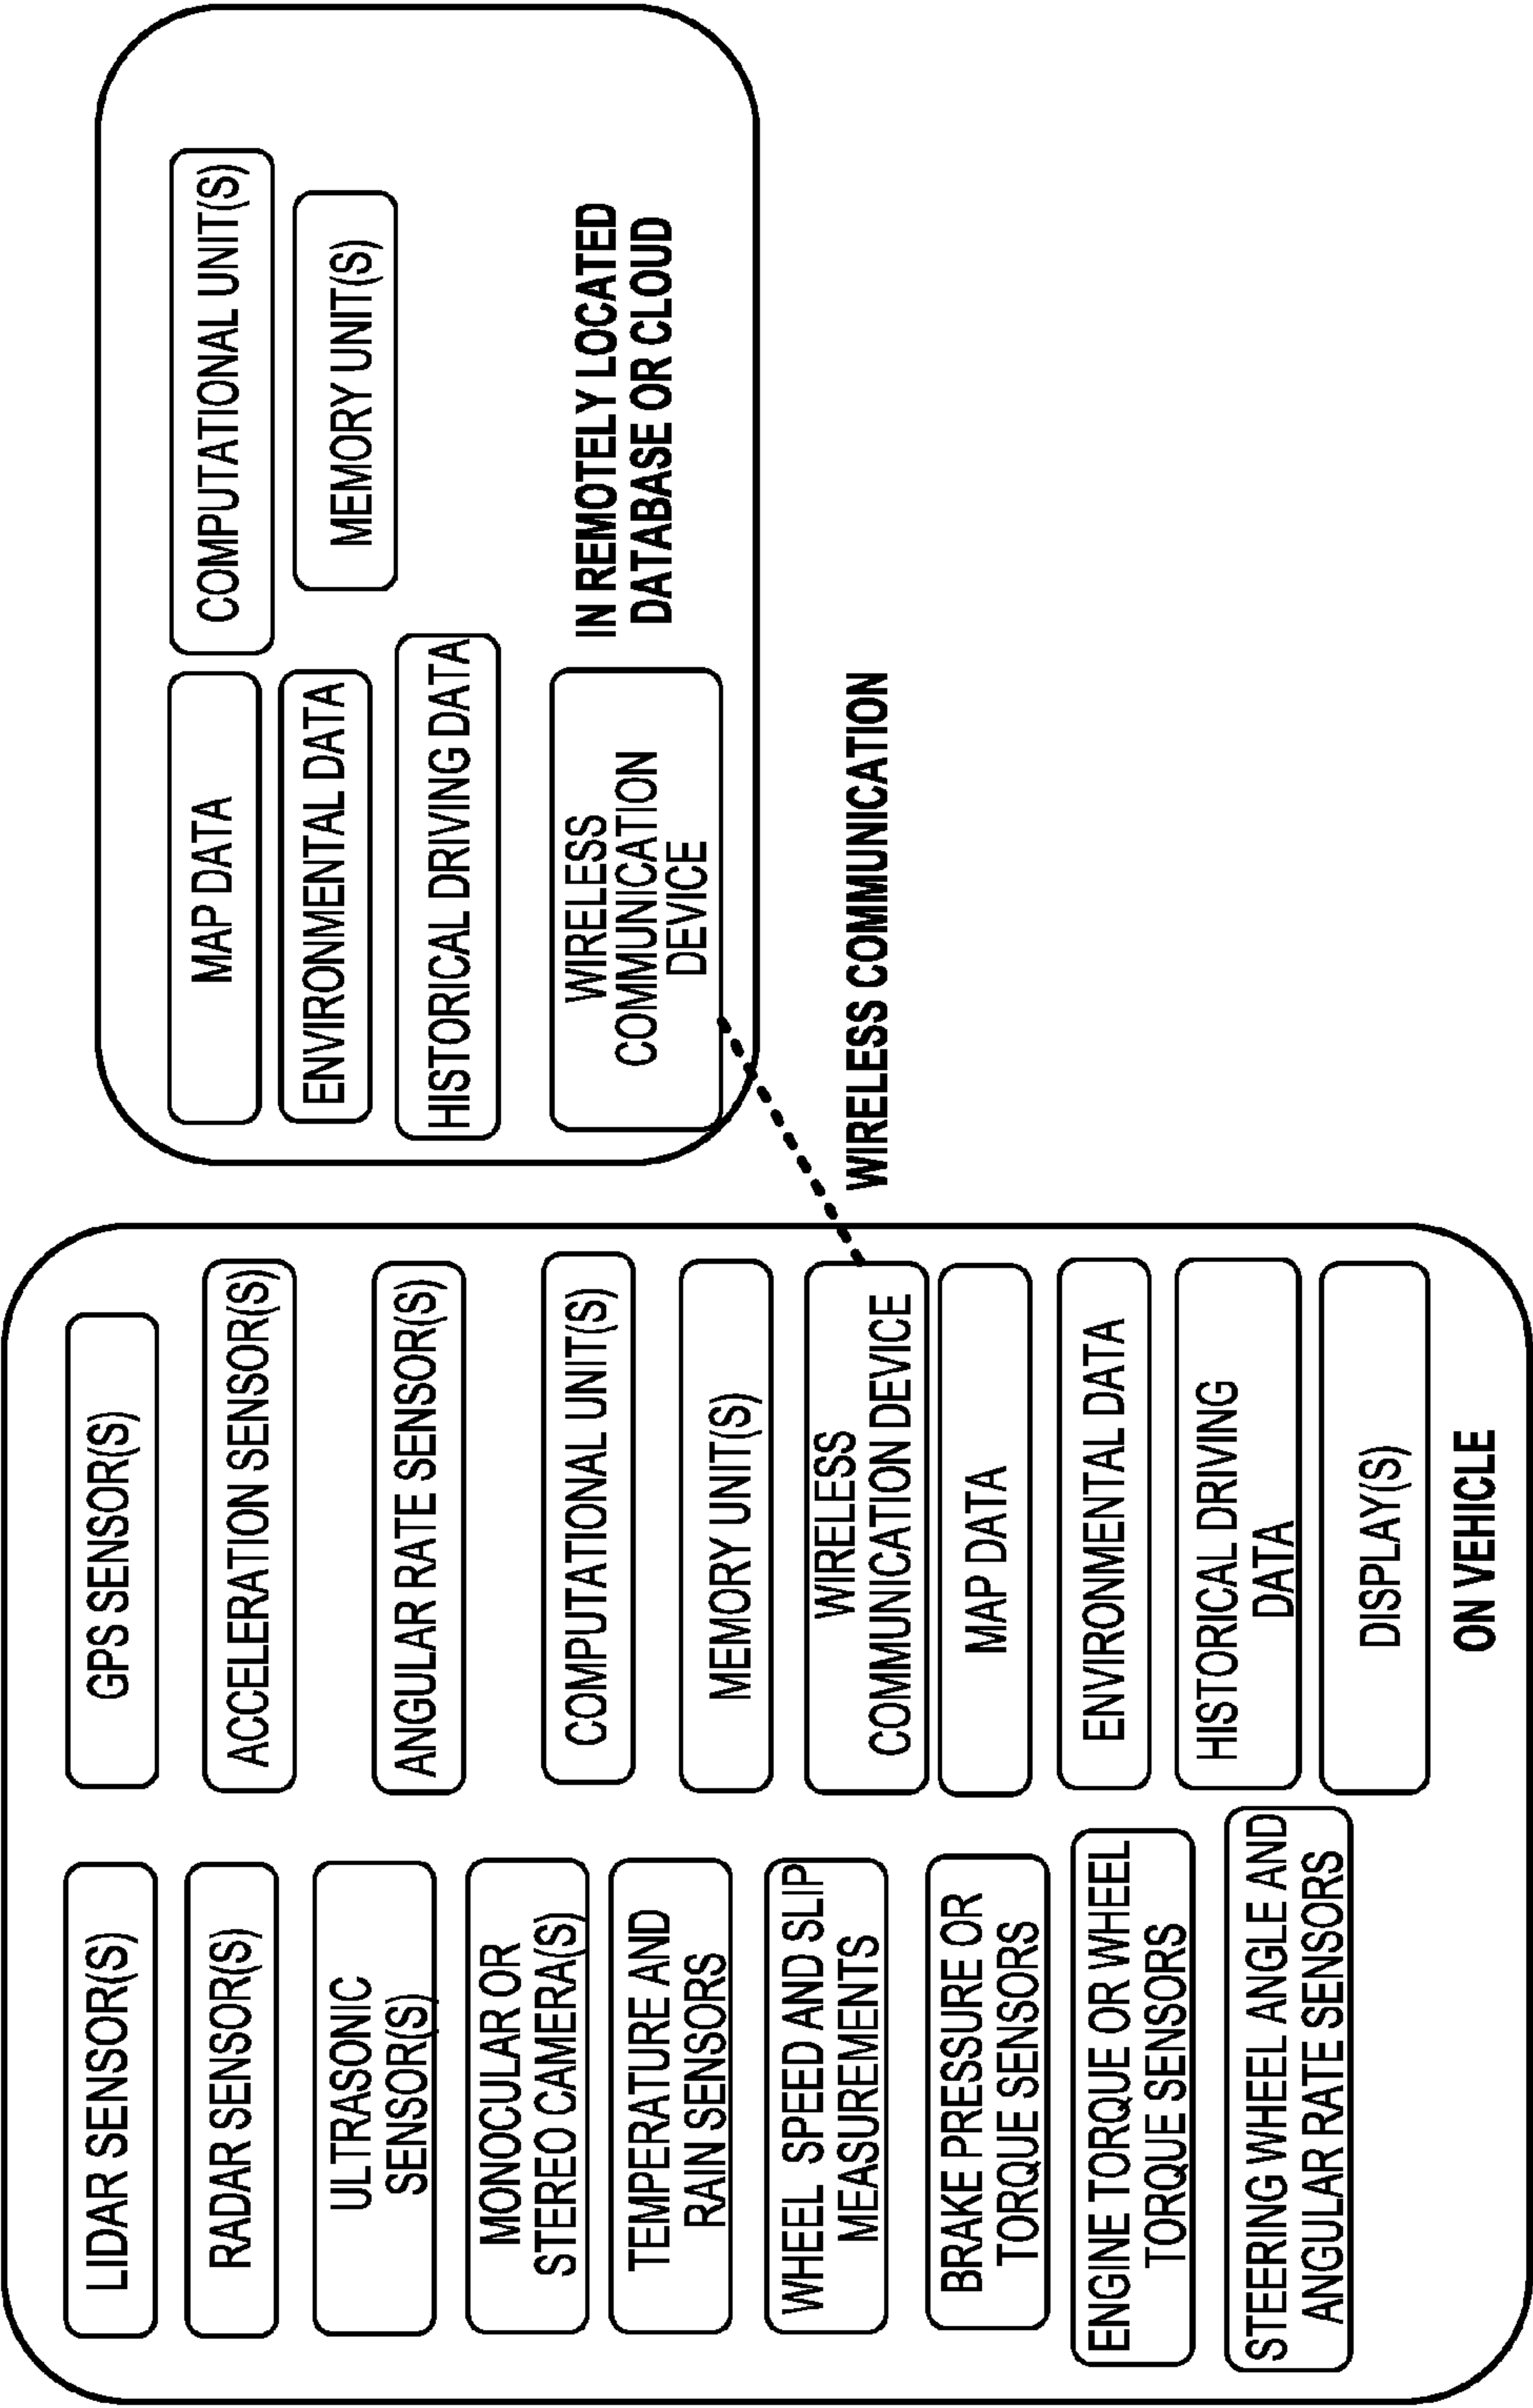 LIDAR SENSOR(S)
RADAR SENSOR(S)
ULTRASONIC
SENSOR(S)
MONOCULAR OR
STEREO CAMERA(S)
TEMPERATURE AND
RAIN SENSORS
WHEEL SPEED AND SLIP
MEASUREMENTS
BRAKE PRESSURE OR
TORQUE SENSORS
ENGINE TORQUE OR WHEEL
TORQUE SENSORS
STEERING WHEEL ANGLE AND
ANGULAR RATE SENSORS
GPS SENSOR(S)
ACCELERATION SENSOR(S)
ANGULAR RATE SENSOR(S)
COMPUTATIONAL UNIT(S)
MEMORY UNIT(S)
WIRELESS
COMMUNICATION DEVICE
MAP DATA
ENVIRONMENTAL DATA
HISTORICAL DRIVING
DATA
DISPLAY(S)
ON VEHICLE
WIRELESS COMMUNICATION
MAP DATA
ENVIRONMENTAL DATA
HISTORICAL DRIVING DATA
WIRELESS
COMMUNICATION
DEVICE
COMPUTATIONAL UNIT(S)
MEMORY UNIT(S)
IN REMOTELY LOCATED
DATABASE OR CLOUD